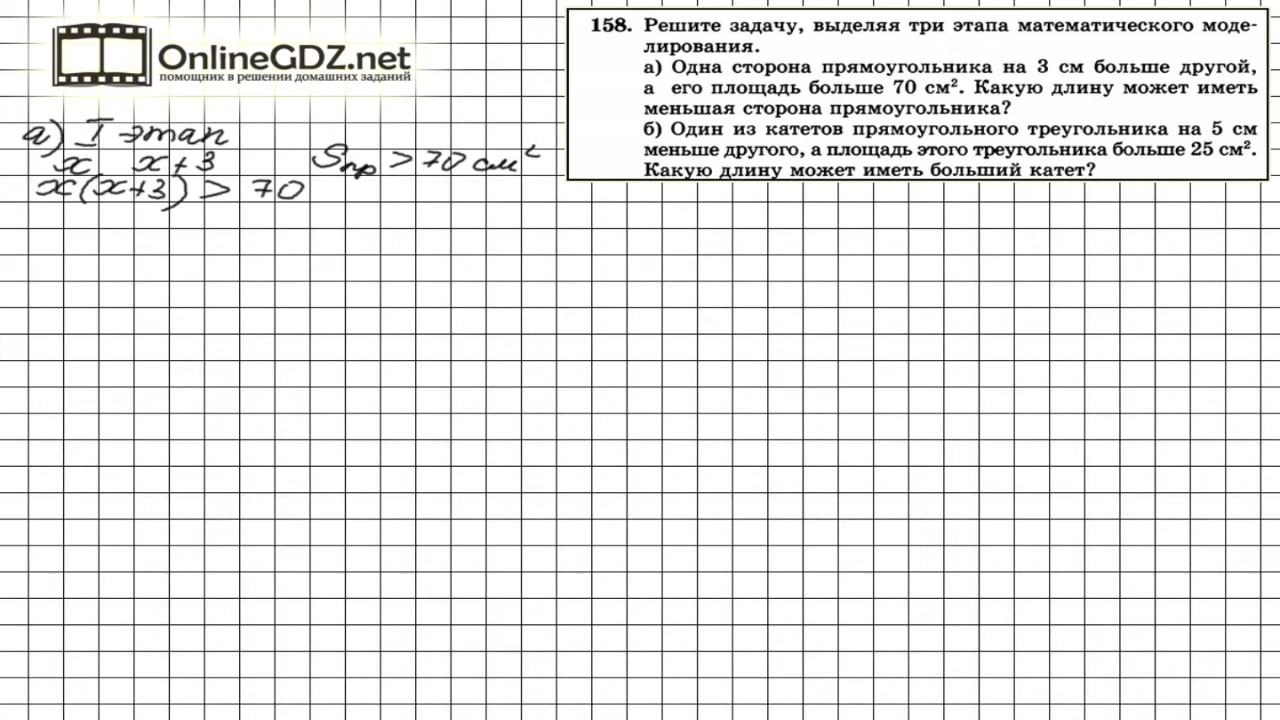 OnlineGDZ.net
помощник в решении домашних заданий
158. Решите задачу, выделяя три этапа математического моде-
лирования.
а) Одна сторона прямоугольника на 3 см больше другой,
а его площадь больше 70 см². Какую длину может иметь
меньшая сторона прямоугольника?
б) Один из катетов прямоугольного треугольника на 5 см
меньше другого, а площадь этого треугольника больше 25 см².
Какую длину может иметь больший катет?
а) I этап
x x+3 Sпр > 70 см²
x(x+3) > 70